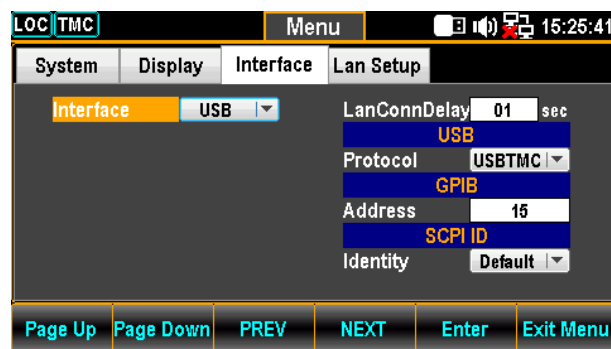 LOC TMC Menu 15:25:41
System Display Interface Lan Setup
Interface USB
LanConnDelay 01 sec
USB
Protocol USBTMC
GPIB
Address 15
SCPI ID
Identity Default
Page Up Page Down PREV NEXT Enter Exit Menu